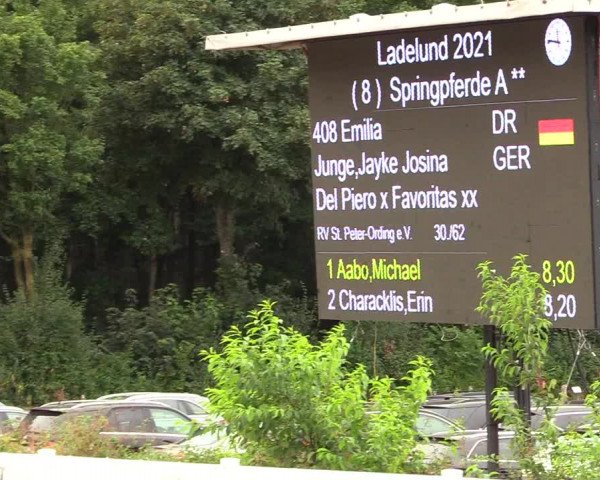 Ladelund 2021
( 8 ) Springpferde A **
408 Emilia DR
Junge,Jayke Josina GER
Del Piero x Favoritas xx
RV St. Peter-Ording e.V. 30./62
1 Aabo,Michael 8,30
2 Characklis,Erin 8,20